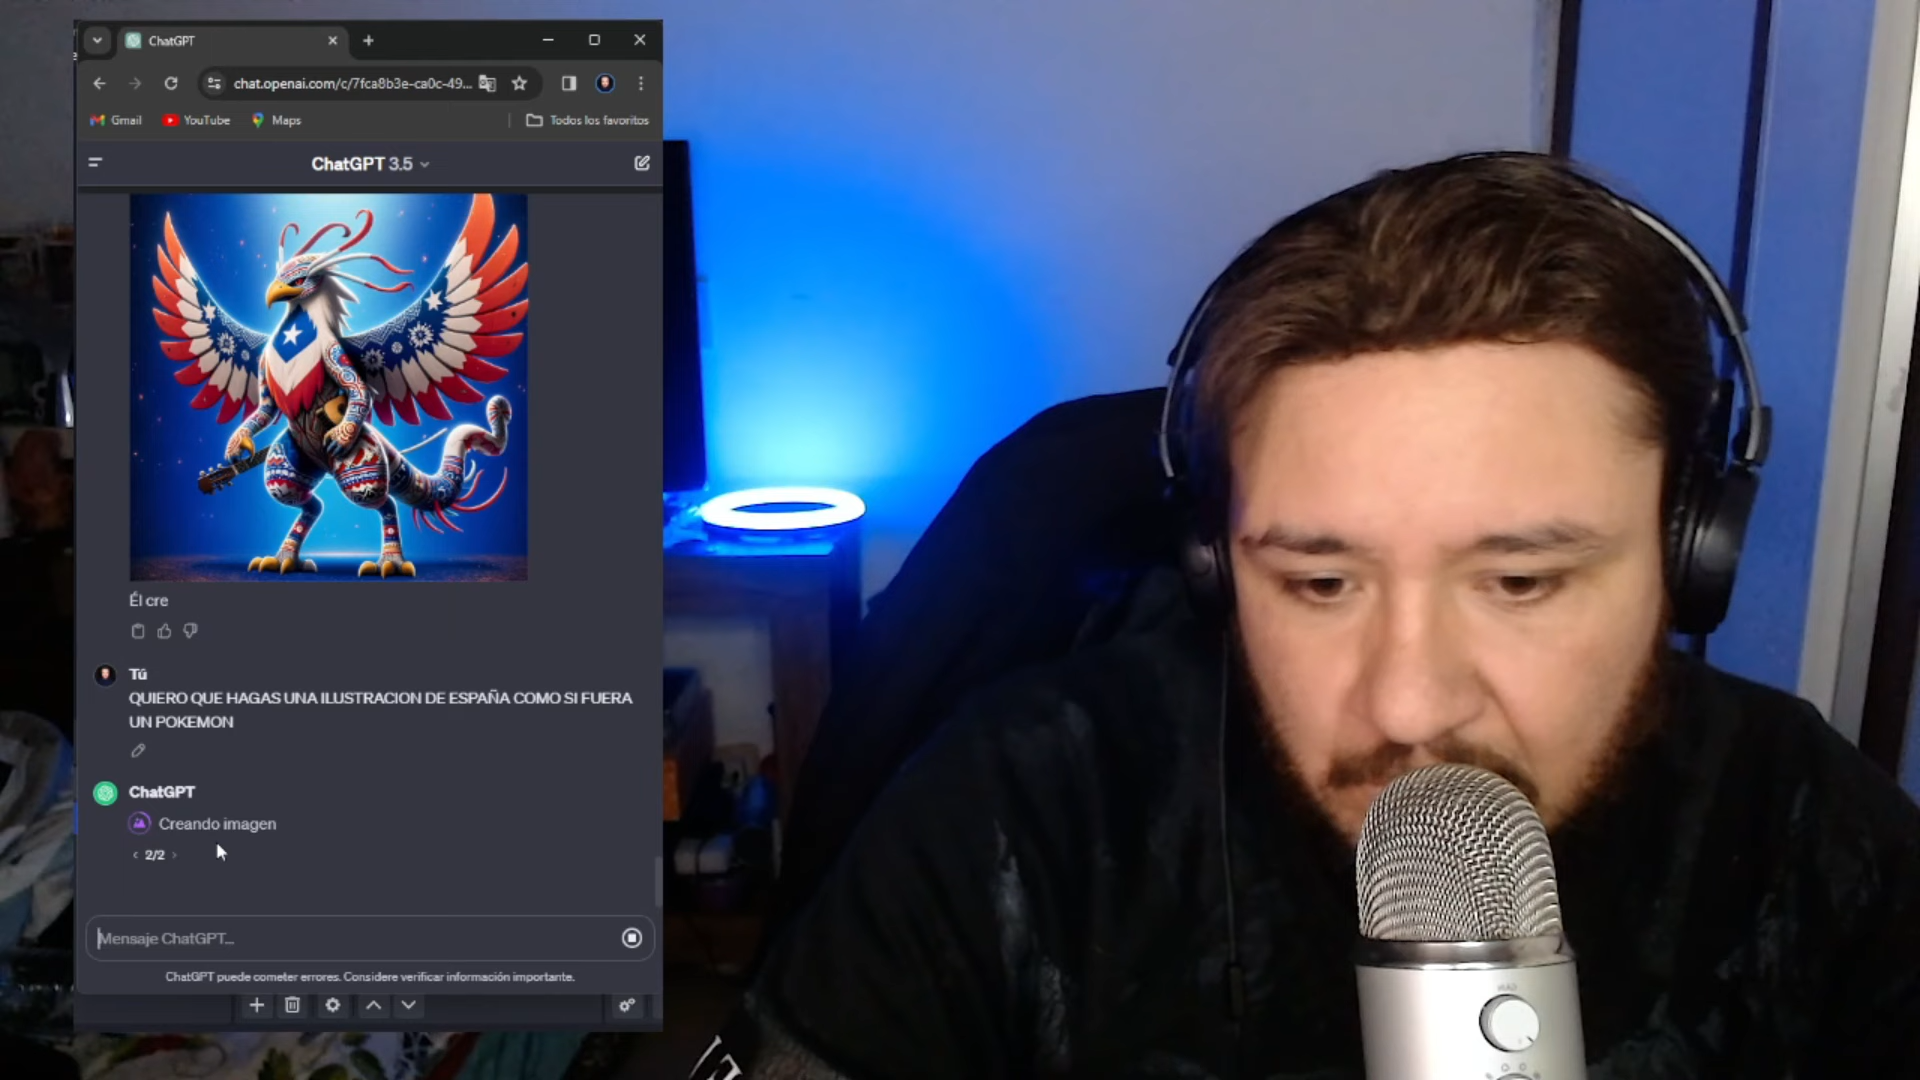 ChatGPT
chat.openai.com/c/7fca8b3e-ca0c-49...
Gmail
YouTube
Maps
Todos los favoritos
ChatGPT 3.5
Él cre
Tú
QUIERO QUE HAGAS UNA ILUSTRACION DE ESPAÑA COMO SI FUERA
UN POKEMON
ChatGPT
Creando imagen
2/2
Mensaje ChatGPT...
ChatGPT puede cometer errores. Considere verificar información importante.